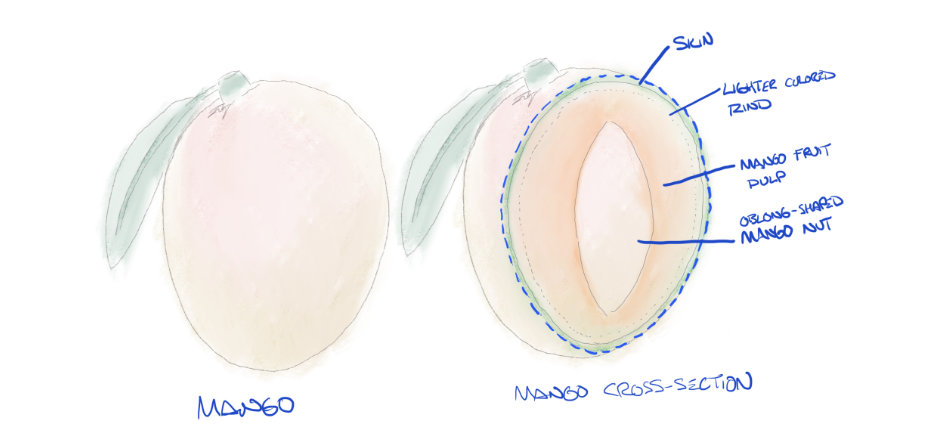 SKIN
LIGHTER COLORED
RIND
MANGO FRUIT
PULP
OBLONG-SHAPED
MANGO NUT
MANGO
MANGO CROSS-SECTION